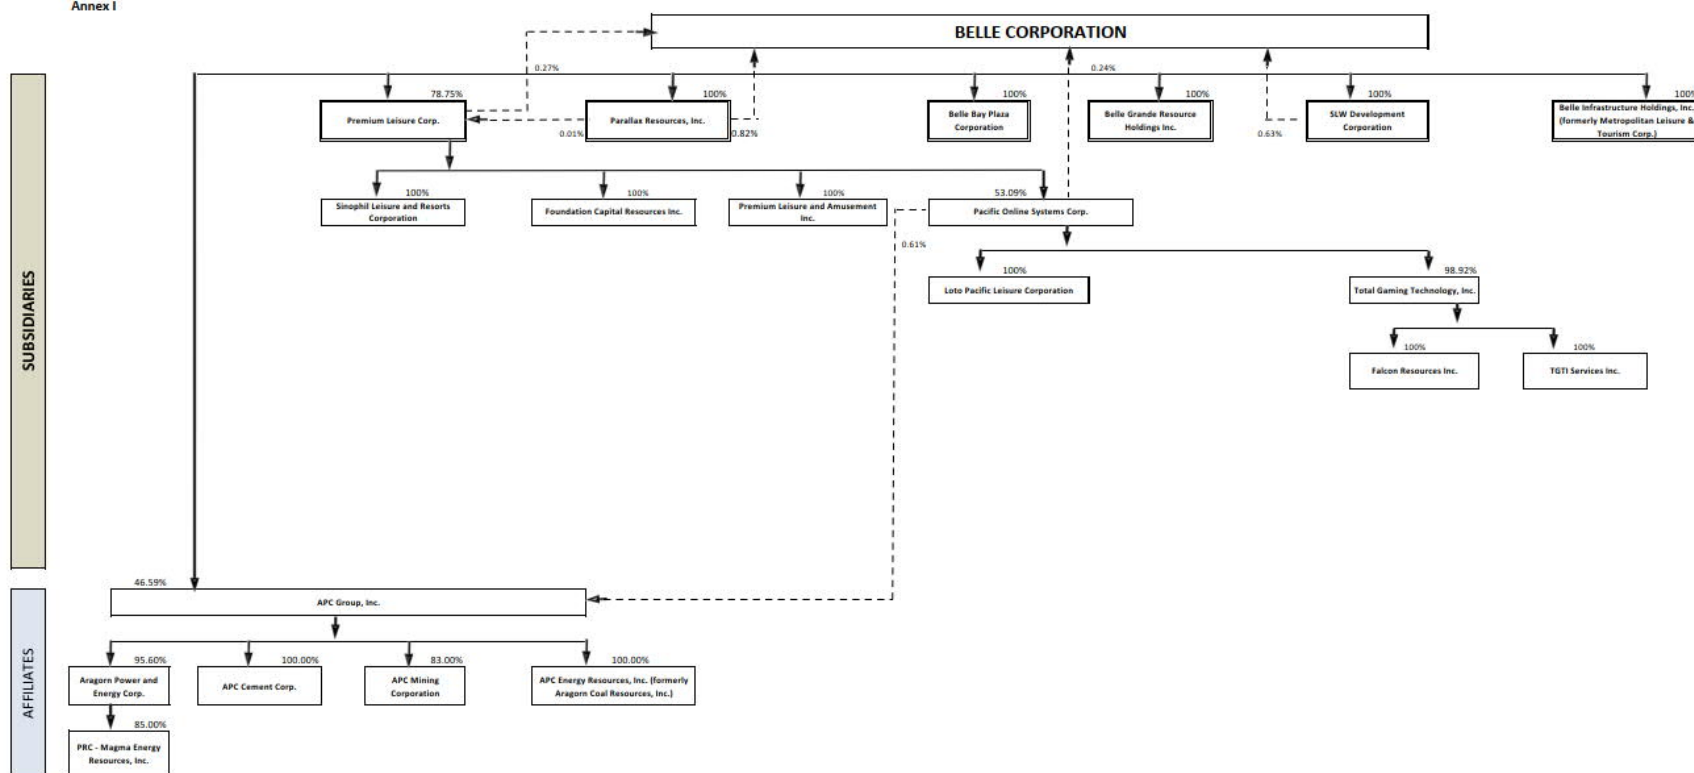 Annex I
BELLE CORPORATION
0.27%
0.24%
78.75%
100%
100%
100%
100%
100%
Premium Leisure Corp.
Parallax Resources, Inc.
Belle Bay Plaza
Corporation
Belle Grande Resource
Holdings Inc.
SLW Development
Corporation
Belle Infrastructure Holdings, Inc.
(formerly Metropolitan Leisure &
Tourism Corp.)
0.01%
0.82%
0.63%
100%
100%
100%
53.09%
Sinophil Leisure and Resorts
Corporation
Foundation Capital Resources Inc.
Premium Leisure and Amusement
Inc.
Pacific Online Systems Corp.
0.61%
100%
98.92%
Loto Pacific Leisure Corporation
Total Gaming Technology, Inc.
100%
100%
Falcon Resources Inc.
TGTI Services Inc.
SUBSIDIARIES
46.59%
APC Group, Inc.
95.60%
100.00%
83.00%
100.00%
Aragorn Power and
Energy Corp.
APC Cement Corp.
APC Mining
Corporation
APC Energy Resources, Inc. (formerly
Aragorn Coal Resources, Inc.)
85.00%
PRC - Magma Energy
Resources, Inc.
AFFILIATES